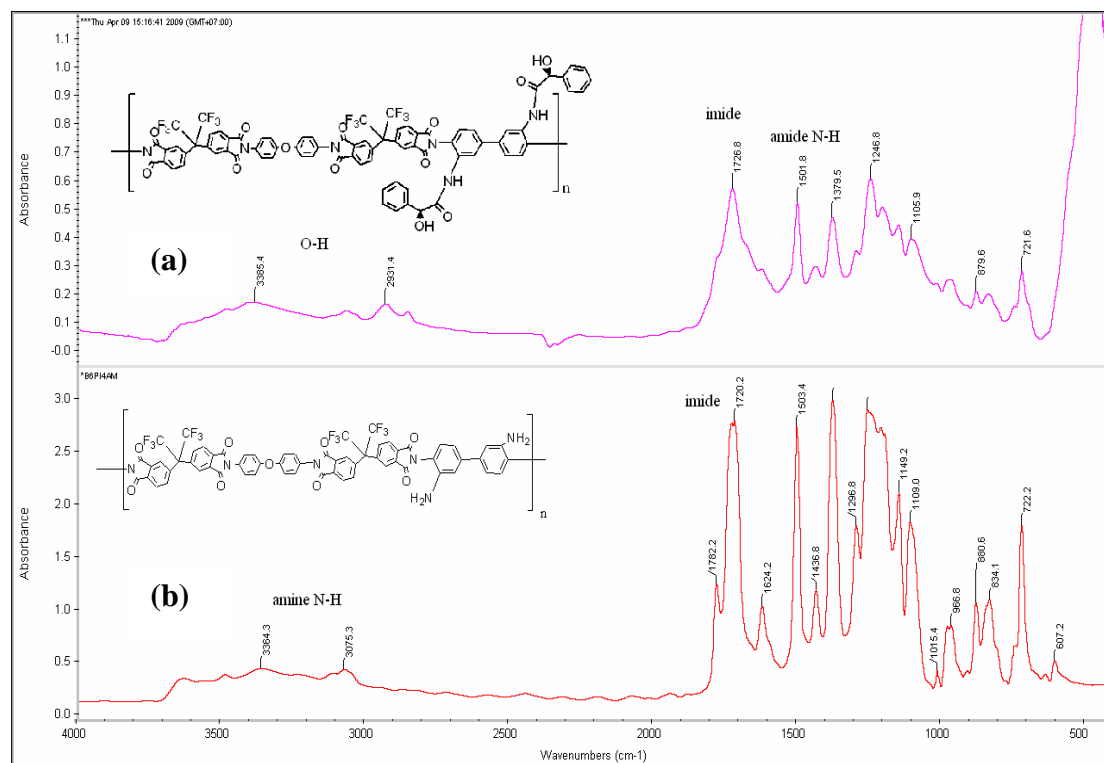 ***Thu Apr 09 15:16:41 2009 (GMT+07:00)
Absorbance
1.1
1.0
0.9
0.8
0.7
0.6
0.5
0.4
0.3
0.2
0.1
-0.0
HO
O
NH
F3C CF3
F3C CF3
O O O O
N N O N N
O O O O
n
NH
O
OH
(a)
O-H
imide
amide N-H
3385.4
2931.4
1726.8
1501.8
1379.5
1246.8
1105.9
879.6
721.6
*B6PI4AM
Absorbance
3.0
2.5
2.0
1.5
1.0
0.5
0.0
F3C CF3
F3C CF3
NH2
O O O O
N N O N N
O O O O
H2N
n
(b)
amine N-H
imide
3364.3
3075.3
1782.2
1720.2
1624.2
1503.4
1436.8
1296.8
1149.2
1109.0
1015.4
966.8
880.6
834.1
722.2
607.2
4000 3500 3000 2500 2000 1500 1000 500
Wavenumbers (cm-1)